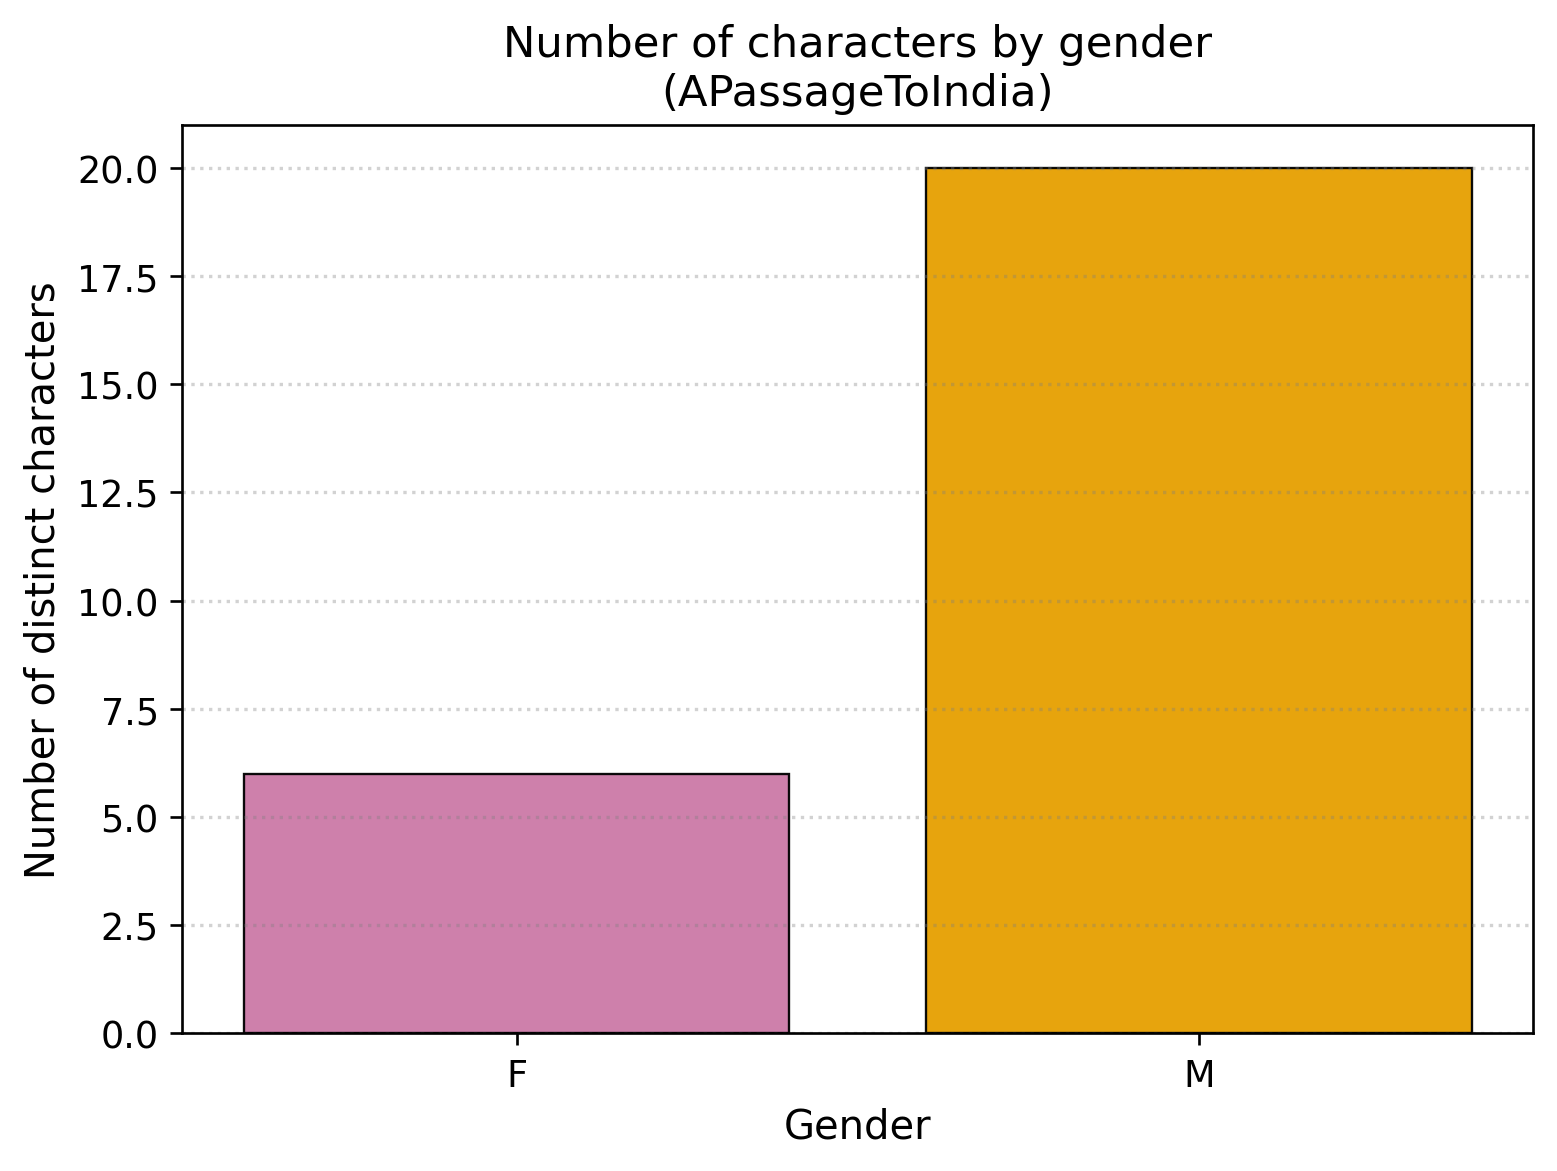 Number of characters by gender
(APassageToIndia)
20.0
17.5
15.0
12.5
10.0
7.5
5.0
2.5
0.0
Number of distinct characters
F
M
Gender